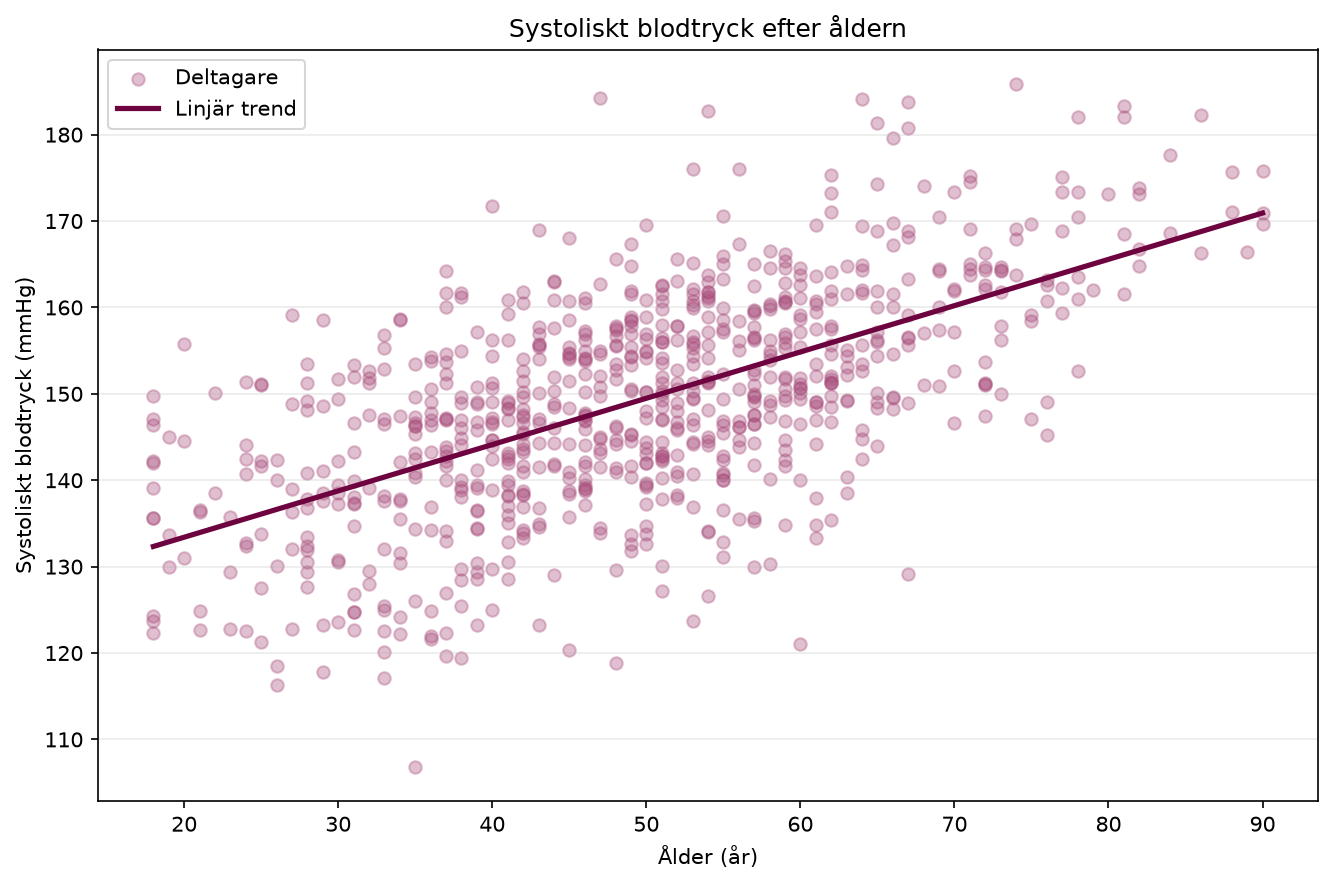 Systoliskt blodtryck efter åldern
Deltagare
Linjär trend
Systoliskt blodtryck (mmHg)
180
170
160
150
140
130
120
110
20 30 40 50 60 70 80 90
Ålder (år)